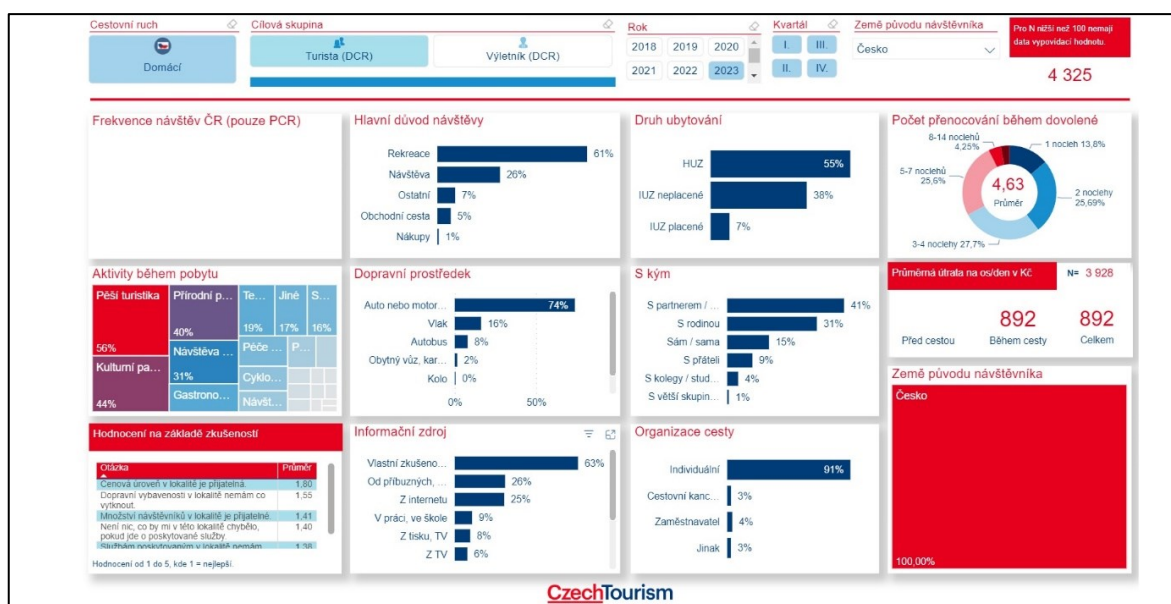 Cestovní ruch
Domácí
Cílová skupina
Turista (DCR)
Výletník (DCR)
Rok
2018 2019 2020
2021 2022 2023
Kvartál
I. III.
II. IV.
Země původu návštěvníka
Česko
Pro N nižší než 100 nemají
data vypovídací hodnotu.
4 325
Frekvence návštěv ČR (pouze PCR)
Hlavní důvod návštěvy
Rekreace 61%
Návštěva 26%
Ostatní 7%
Obchodní cesta 5%
Nákupy 1%
Druh ubytování
HUZ 55%
IUZ neplacené 38%
IUZ placené 7%
Počet přenocování během dovolené
8-14 noclehů
4,25%
1 nocleh 13,8%
5-7 noclehů
25,6%
4,63
Průměr
2 noclehy
25,69%
3-4 noclehy 27,7%
Aktivity během pobytu
Pěší turistika
56%
Kulturní pa...
44%
Přírodní p...
40%
Návštěva ...
31%
Gastrono...
Te...
19%
Jiné
17%
S...
16%
Péče ...
P...
Cyklo...
Návšt...
Dopravní prostředek
Auto nebo motor... 74%
Vlak 16%
Autobus 8%
Obytný vůz, kar... 2%
Kolo 0%
0% 50%
S kým
S partnerem / ... 41%
S rodinou 31%
Sám / sama 15%
S přáteli 9%
S kolegy / stud... 4%
S větší skupin... 1%
Průměrná útrata na os/den v Kč
N= 3 928
892 892
Před cestou Během cesty Celkem
Země původu návštěvníka
Česko
100,00%
Hodnocení na základě zkušeností
Otázka Průměr
Cenová úroveň v lokalitě je přijatelná. 1,80
Dopravní vybavenosti v lokalitě nemám co 1,55
vytknout.
Množství návštěvníků v lokalitě je přijatelné. 1,41
Není nic, co by mi v této lokalitě chybělo, 1,40
pokud jde o poskytované služby.
Službám poskytovaným v lokalitě nemám 1,38
Hodnocení od 1 do 5, kde 1 = nejlepší.
Informační zdroj
Vlastní zkušeno... 63%
Od příbuzných, ... 26%
Z internetu 25%
V práci, ve škole 9%
Z tisku, TV 8%
Z TV 6%
Organizace cesty
Individuální 91%
Cestovní kanc... 3%
Zaměstnavatel 4%
Jinak 3%
CzechTourism